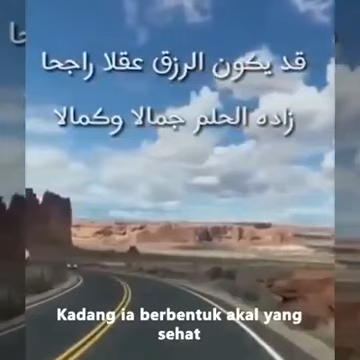 قد يكون الرزق عقلا راجحا
زاده الحلم جمالا وكمالا
Kadang ia berbentuk akal yang
sehat